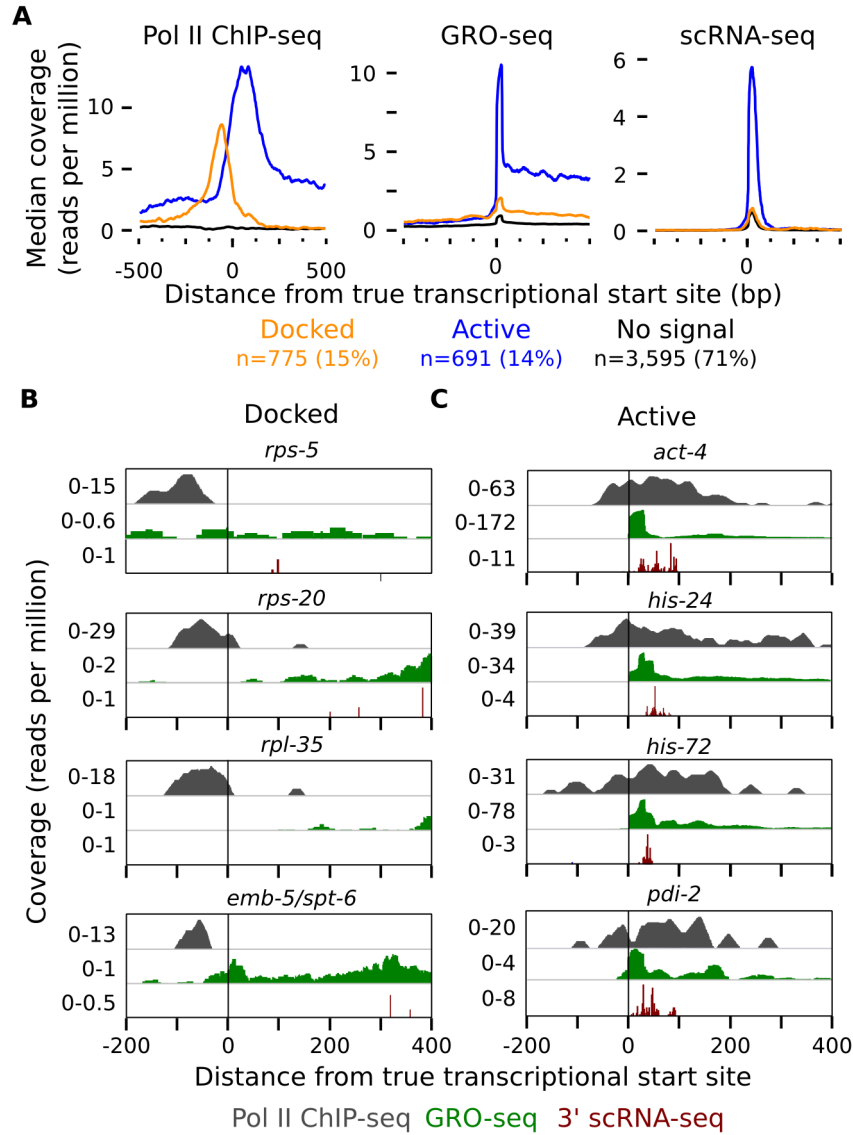 A
Pol II ChIP-seq GRO-seq scRNA-seq
Median coverage
(reads per million)
10
5
0
10
5
0
6
4
2
0
-500 0 500 0 0
Distance from true transcriptional start site (bp)
Docked Active No signal
n=775 (15%) n=691 (14%) n=3,595 (71%)
B Docked
Coverage (reads per million)
rps-5
0-15
0-0.6
0-1
rps-20
0-29
0-2
0-1
rpl-35
0-18
0-1
0-1
emb-5/spt-6
0-13
0-1
0-0.5
-200 0 200 400
C Active
act-4
0-63
0-172
0-11
his-24
0-39
0-34
0-4
his-72
0-31
0-78
0-3
pdi-2
0-20
0-4
0-8
-200 0 200 400
Distance from true transcriptional start site
Pol II ChIP-seq GRO-seq 3' scRNA-seq